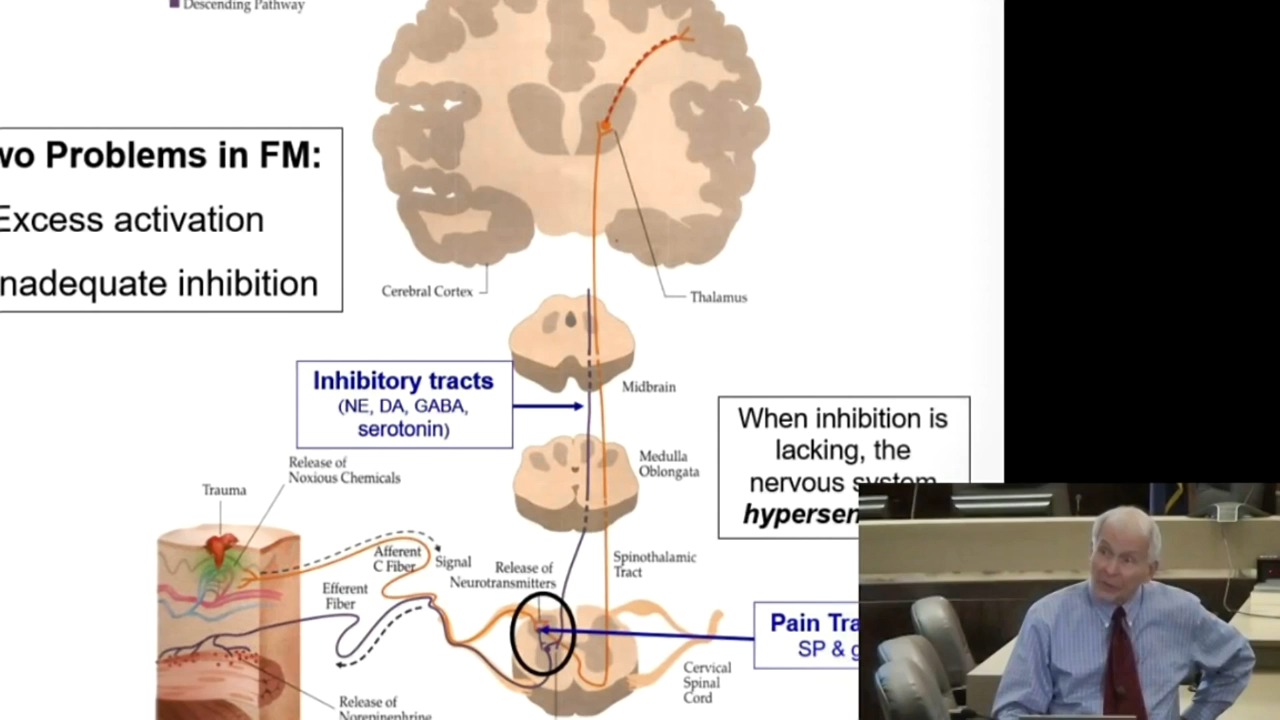 Descending Pathway
wo Problems in FM:
Excess activation
nadequate inhibition
Cerebral Cortex
Thalamus
Inhibitory tracts
(NE, DA, GABA,
serotonin)
Midbrain
When inhibition is
lacking, the
nervous system
hypersen
Medulla
Oblongata
Release of
Noxious Chemicals
Trauma
Afferent
C Fiber
Signal
Release of
Neurotransmitters
Spinothalamic
Tract
Efferent
Fiber
Pain Tra
SP & g
Cervical
Spinal
Cord
Release of
Norepinephrine